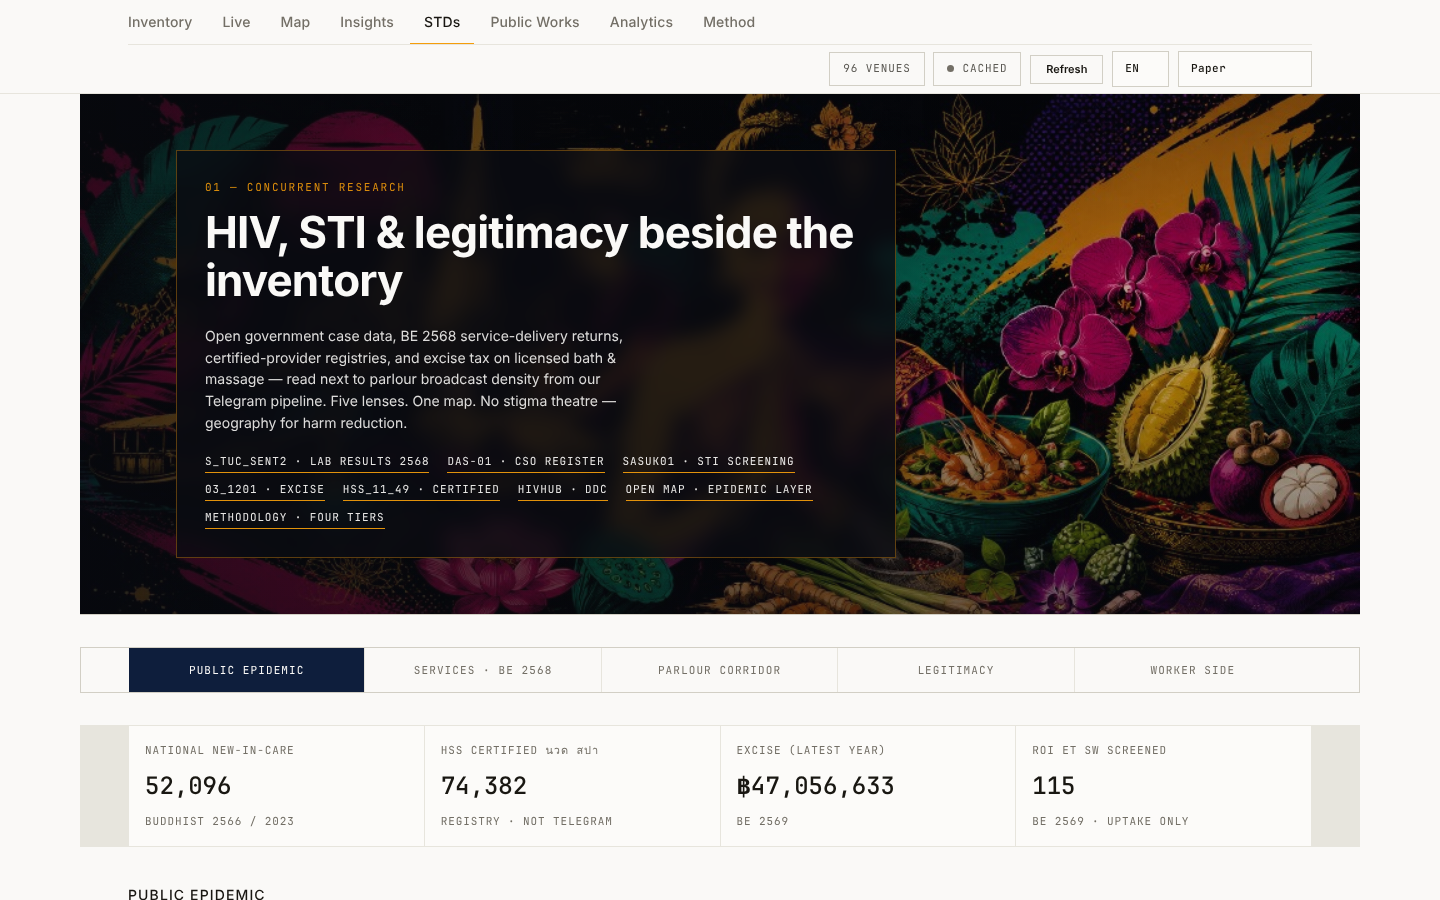 Inventory Live Map Insights STDs Public Works Analytics Method
96 VENUES CACHED Refresh EN Paper
01 — CONCURRENT RESEARCH
HIV, STI & legitimacy beside the
inventory
Open government case data, BE 2568 service-delivery returns,
certified-provider registries, and excise tax on licensed bath &
massage — read next to parlour broadcast density from our
Telegram pipeline. Five lenses. One map. No stigma theatre —
geography for harm reduction.
S_TUC_SENT2 · LAB RESULTS 2568 DAS-01 · CSO REGISTER SASUK01 · STI SCREENING
03_1201 · EXCISE HSS_11_49 · CERTIFIED HIVHUB · DDC OPEN MAP · EPIDEMIC LAYER
METHODOLOGY · FOUR TIERS
PUBLIC EPIDEMIC SERVICES · BE 2568 PARLOUR CORRIDOR LEGITIMACY WORKER SIDE
NATIONAL NEW-IN-CARE
52,096
BUDDHIST 2566 / 2023
HSS CERTIFIED นวด สปา
74,382
REGISTRY · NOT TELEGRAM
EXCISE (LATEST YEAR)
฿47,056,633
BE 2569
ROI ET SW SCREENED
115
BE 2569 · UPTAKE ONLY
PUBLIC EPIDEMIC